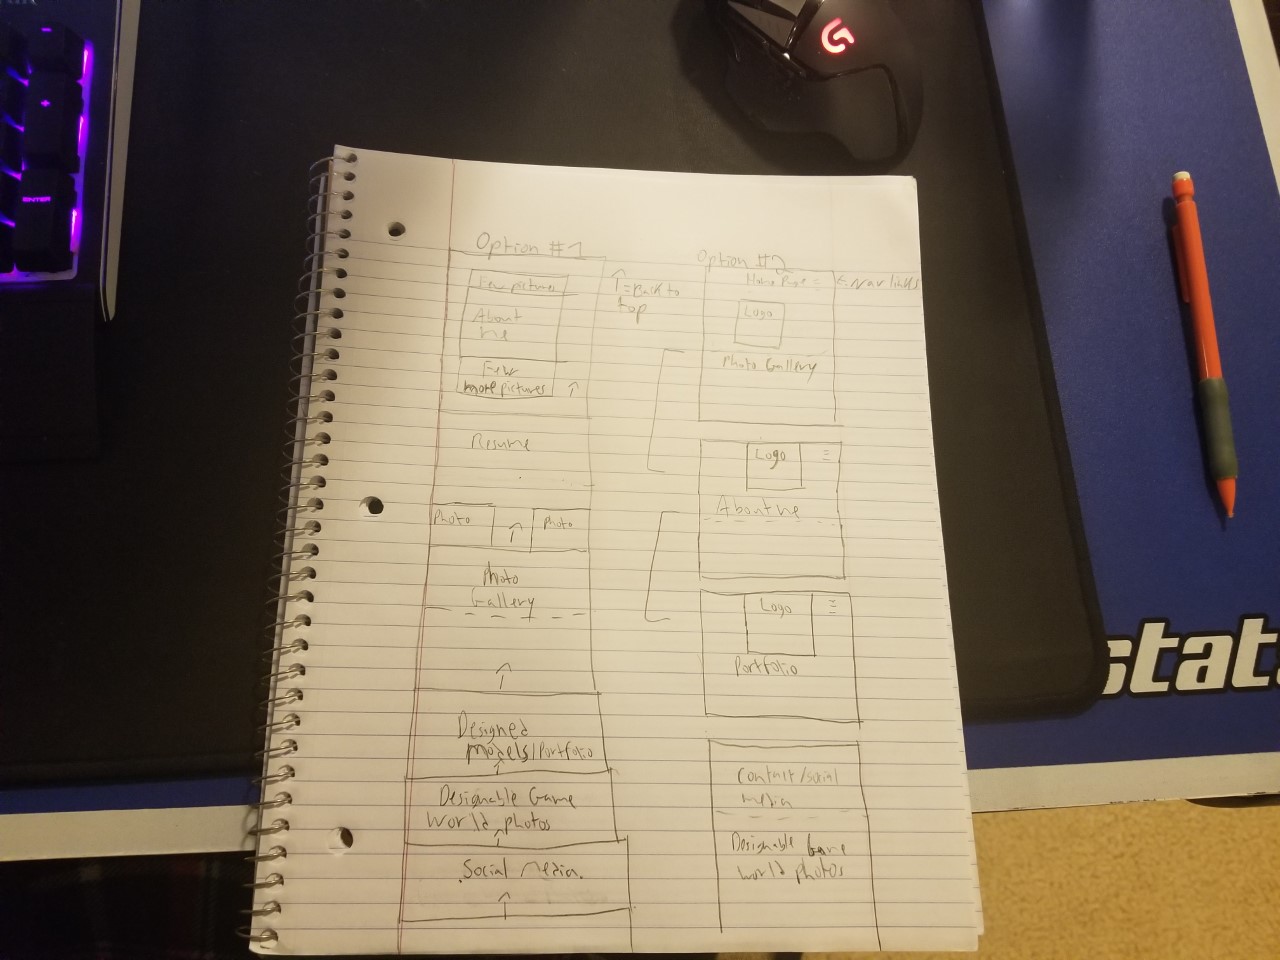 ENTER
Option #1
Few pictures
About
me
Few
more pictures
↑
↑ = Back to
top
Resume
Photo
↑
Photo
Photo
Gallery
↑
Designed
models/Portfolio
↑
Designable Game
World photos
↑
Social Media
↑
Option #2
Home Page
← Nav links
Logo
Photo Gallery
Logo
About me
Logo
Portfolio
Contact/social
media
Designable Game
World photos
stat